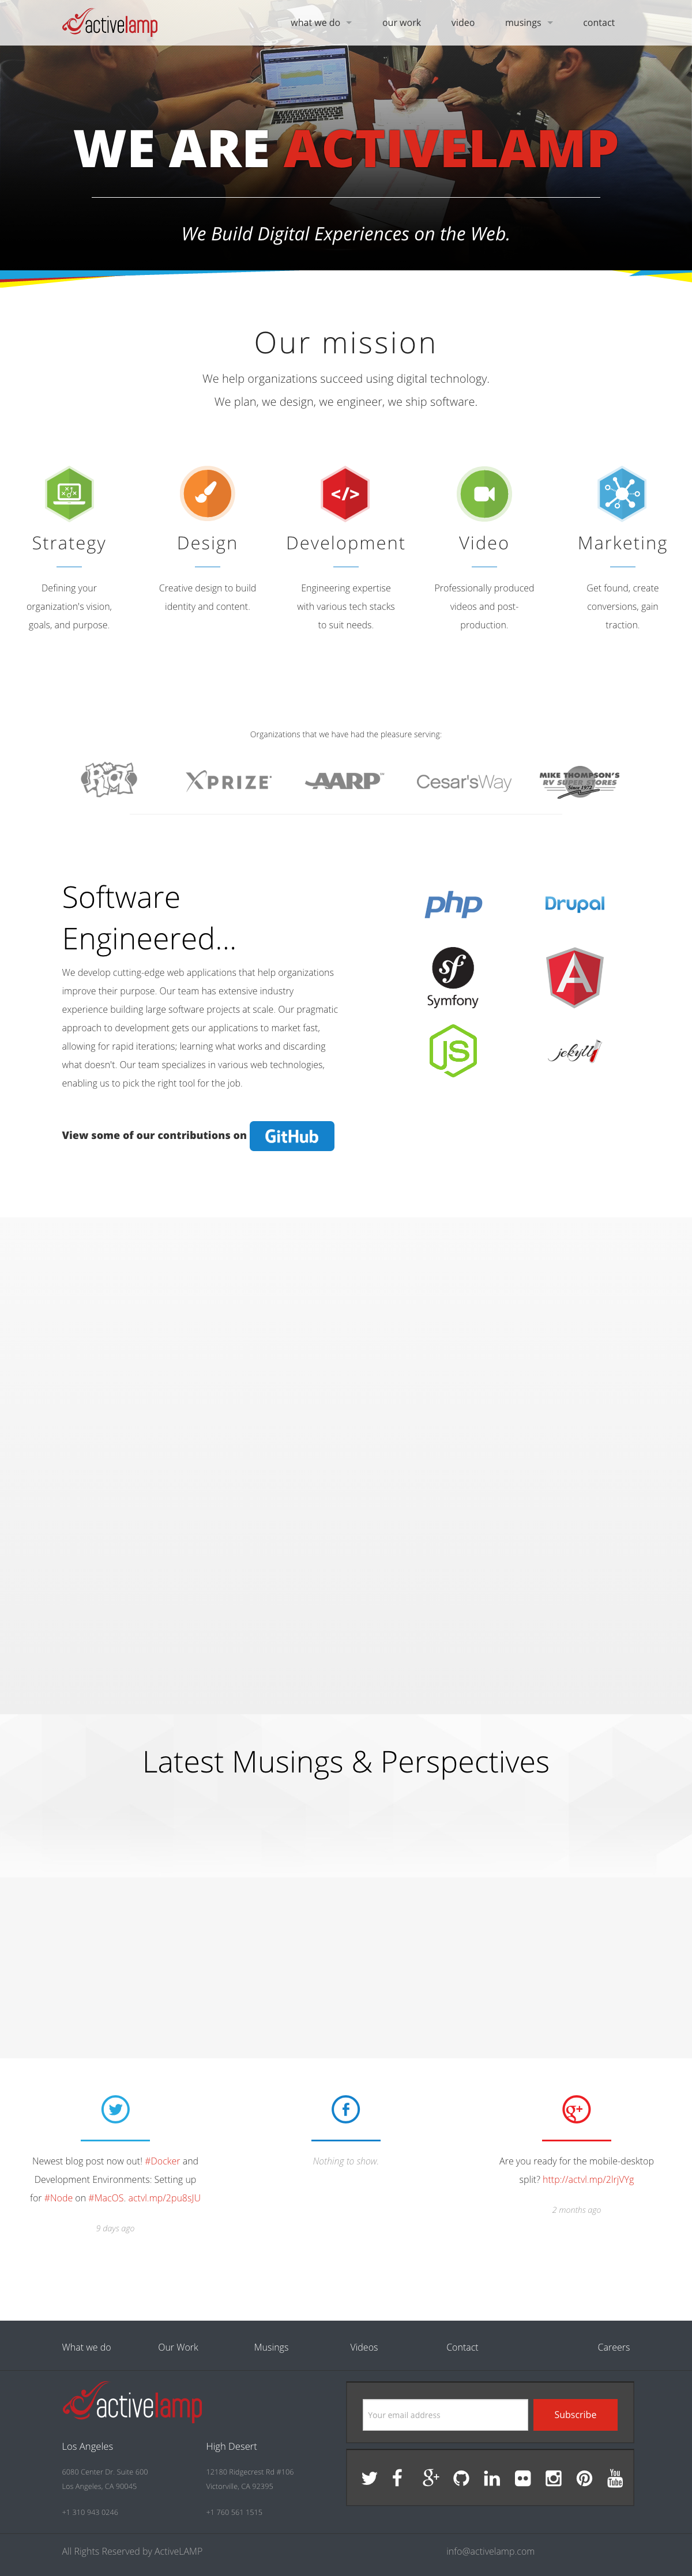 activelamp
what we do
our work
video
musings
contact
WE ARE ACTIVELAMP
We Build Digital Experiences on the Web.
Our mission
We help organizations succeed using digital technology.
We plan, we design, we engineer, we ship software.
</>
Strategy
Defining your
organization's vision,
goals, and purpose.
Design
Creative design to build
identity and content.
Development
Engineering expertise
with various tech stacks
to suit needs.
Video
Professionally produced
videos and post-
production.
Marketing
Get found, create
conversions, gain
traction.
Organizations that we have had the pleasure serving:
RIOT
XPRIZE
AARP
Cesar'sWay
MIKE THOMPSON'S
RV SUPER STORES
Since 1972
Software
Engineered...
We develop cutting-edge web applications that help organizations
improve their purpose. Our team has extensive industry
experience building large software projects at scale. Our pragmatic
approach to development gets our applications to market fast,
allowing for rapid iterations; learning what works and discarding
what doesn't. Our team specializes in various web technologies,
enabling us to pick the right tool for the job.
View some of our contributions on GitHub
php
Drupal
sf
Symfony
A
JS
jekyll
Latest Musings & Perspectives
Newest blog post now out! #Docker and
Development Environments: Setting up
for #Node on #MacOS. actvl.mp/2pu8sJU
9 days ago
f
Nothing to show.
g+
Are you ready for the mobile-desktop
split? http://actvl.mp/2lrjVYg
2 months ago
What we do
Our Work
Musings
Videos
Contact
Careers
activelamp
Los Angeles
6080 Center Dr. Suite 600
Los Angeles, CA 90045
+1 310 943 0246
High Desert
12180 Ridgecrest Rd #106
Victorville, CA 92395
+1 760 561 1515
Your email address
Subscribe
f
g+
in
You
Tube
All Rights Reserved by ActiveLAMP
info@activelamp.com